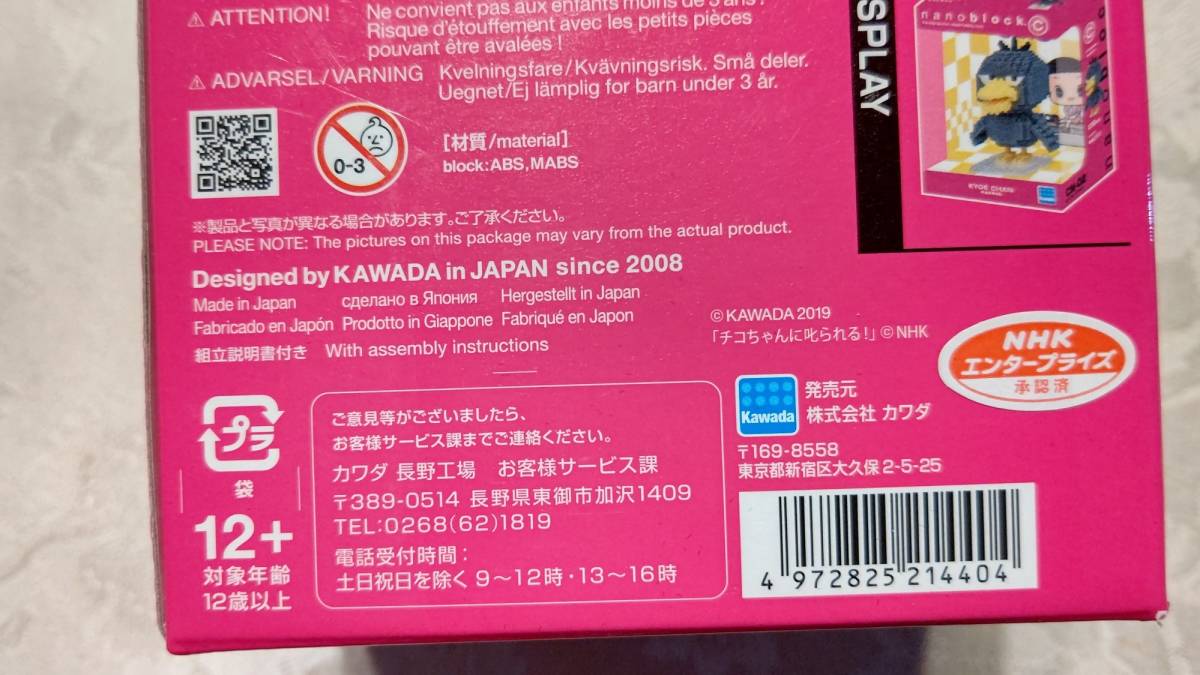 ⚠ ATTENTION! Ne convient pas aux enfants moins de 3 ans!
Risque d'étouffement avec les petits pièces
pouvant être avalées!
⚠ ADVARSEL/VARNING Kvelningsfare/Kvävningsrisk. Små deler.
Uegnet/Ej lämplig for barn under 3 år.
0-3
[材質/material]
block:ABS,MABS
※製品と写真が異なる場合があります。ご了承ください。
PLEASE NOTE: The pictures on this package may vary from the actual product.
Designed by KAWADA in JAPAN since 2008
Made in Japan сделано в Япония Hergestellt in Japan
Fabricado en Japón Prodotto in Giappone Fabriqué en Japon
組立説明書付き With assembly instructions
プラ
袋
12+
対象年齢
12歳以上
ご意見等がございましたら、
お客様サービス課までご連絡ください。
カワダ 長野工場 お客様サービス課
〒389-0514 長野県東御市加沢1409
TEL:0268(62)1819
電話受付時間:
土日祝日を除く 9〜12時・13〜16時
SPLAY
nanoblock
KYOE CHAN
©KAWADA 2019
「チコちゃんに叱られる!」©NHK
NHK
エンタープライズ
承認済
Kawada
発売元
株式会社 カワダ
〒169-8558
東京都新宿区大久保2-5-25
4 972825 214404